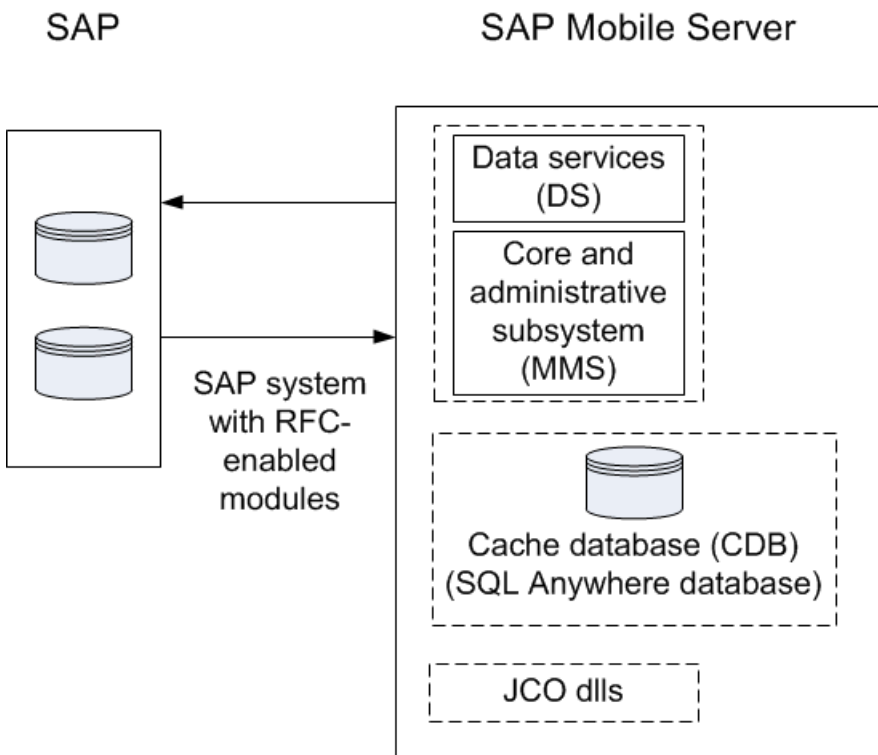 SAP
SAP Mobile Server
Data services
(DS)
Core and
administrative
subsystem
(MMS)
SAP system
with RFC-
enabled
modules
Cache database (CDB)
(SQL Anywhere database)
JCO dlls